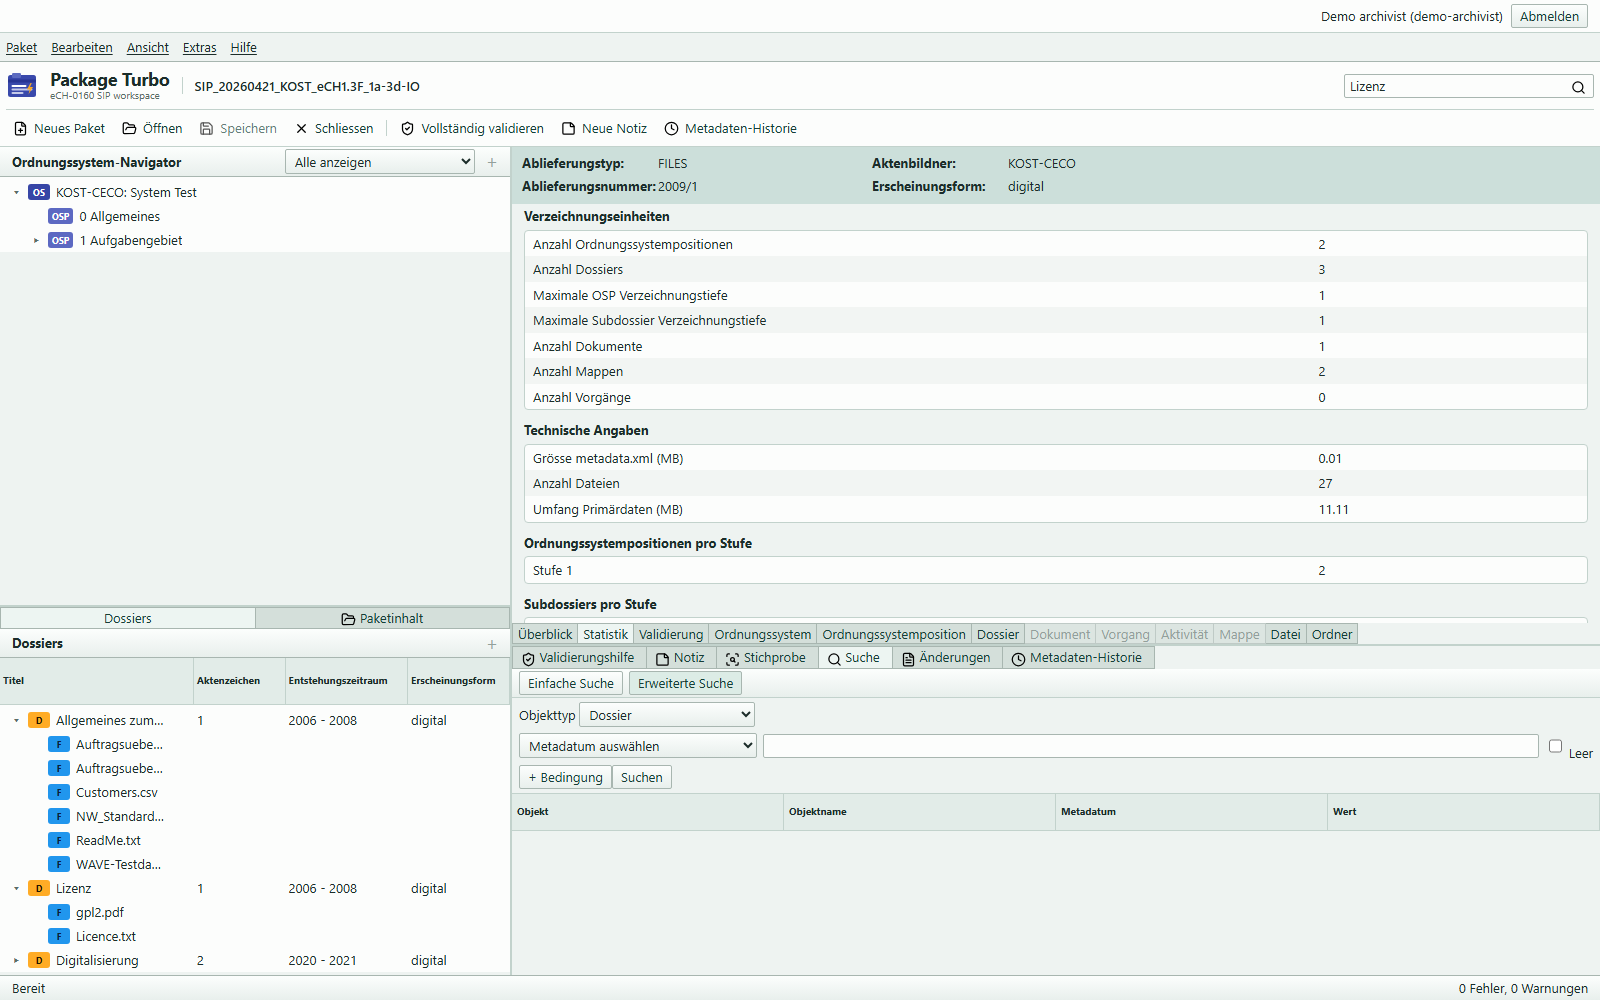 Demo archivist (demo-archivist) Abmelden
Paket Bearbeiten Ansicht Extras Hilfe
Package Turbo
eCH-0160 SIP workspace
SIP_20260421_KOST_eCH1.3F_1a-3d-IO
Lizenz
Neues Paket Öffnen Speichern Schliessen Vollständig validieren Neue Notiz Metadaten-Historie
Ordnungssystem-Navigator Alle anzeigen +
OS KOST-CECO: System Test
OSP 0 Allgemeines
OSP 1 Aufgabengebiet
Dossiers Paketinhalt
Dossiers +
Titel Aktenzeichen Entstehungszeitraum Erscheinungsform
D Allgemeines zum... 1 2006 - 2008 digital
F Auftragsuebe...
F Auftragsuebe...
F Customers.csv
F NW_Standard...
F ReadMe.txt
F WAVE-Testda...
D Lizenz 1 2006 - 2008 digital
F gpl2.pdf
F Licence.txt
D Digitalisierung 2 2020 - 2021 digital
Ablieferungstyp: FILES Aktenbildner: KOST-CECO
Ablieferungsnummer: 2009/1 Erscheinungsform: digital
Verzeichnungseinheiten
Anzahl Ordnungssystempositionen 2
Anzahl Dossiers 3
Maximale OSP Verzeichnungstiefe 1
Maximale Subdossier Verzeichnungstiefe 1
Anzahl Dokumente 1
Anzahl Mappen 2
Anzahl Vorgänge 0
Technische Angaben
Grösse metadata.xml (MB) 0.01
Anzahl Dateien 27
Umfang Primärdaten (MB) 11.11
Ordnungssystempositionen pro Stufe
Stufe 1 2
Subdossiers pro Stufe
Überblick Statistik Validierung Ordnungssystem Ordnungssystemposition Dossier Dokument Vorgang Aktivität Mappe Datei Ordner
Validierungshilfe Notiz Stichprobe Suche Änderungen Metadaten-Historie
Einfache Suche Erweiterte Suche
Objekttyp Dossier
Metadatum auswählen Leer
+ Bedingung Suchen
Objekt Objektname Metadatum Wert
Bereit 0 Fehler, 0 Warnungen